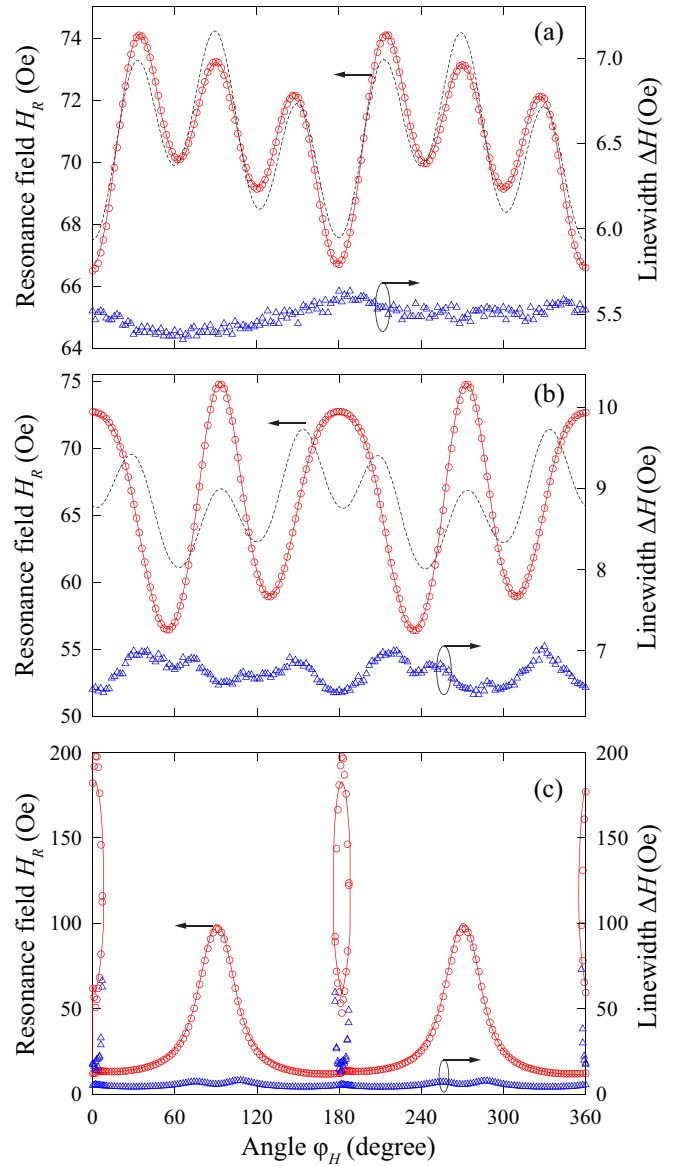 (a)
Resonance field H_R (Oe)
74
72
70
68
66
64
7.1
6.6
6.0
5.5
Linewidth ΔH (Oe)
(b)
Resonance field H_R (Oe)
75
70
65
60
55
50
10
9
8
7
Linewidth ΔH (Oe)
(c)
Resonance field H_R (Oe)
200
150
100
50
0
200
150
100
50
0
Linewidth ΔH (Oe)
0 60 120 180 240 300 360
Angle φ_H (degree)